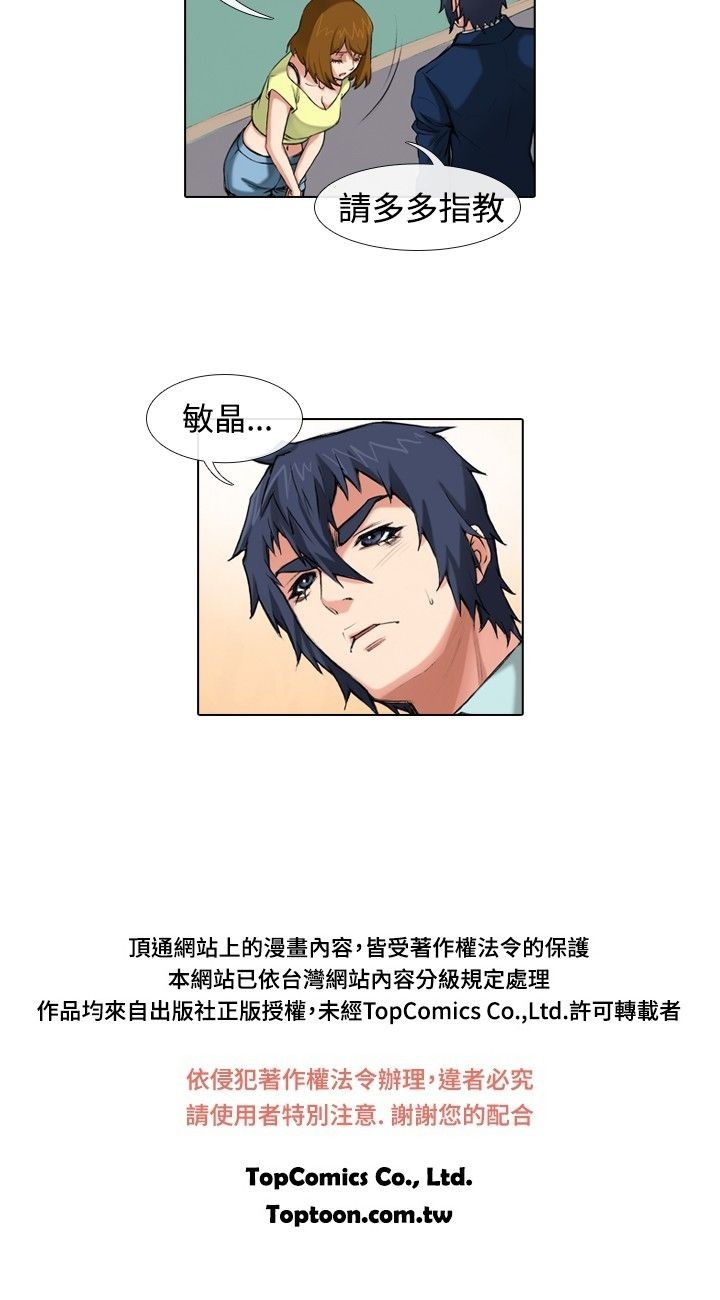 請多多指教
敏晶...
頂通網站上的漫畫內容，皆受著作權法令的保護
本網站已依台灣網站內容分級規定處理
作品均來自出版社正版授權，未經TopComics Co.,Ltd.許可轉載者
依侵犯著作權法令辦理，違者必究
請使用者特別注意. 謝謝您的配合
TopComics Co., Ltd.
Toptoon.com.tw